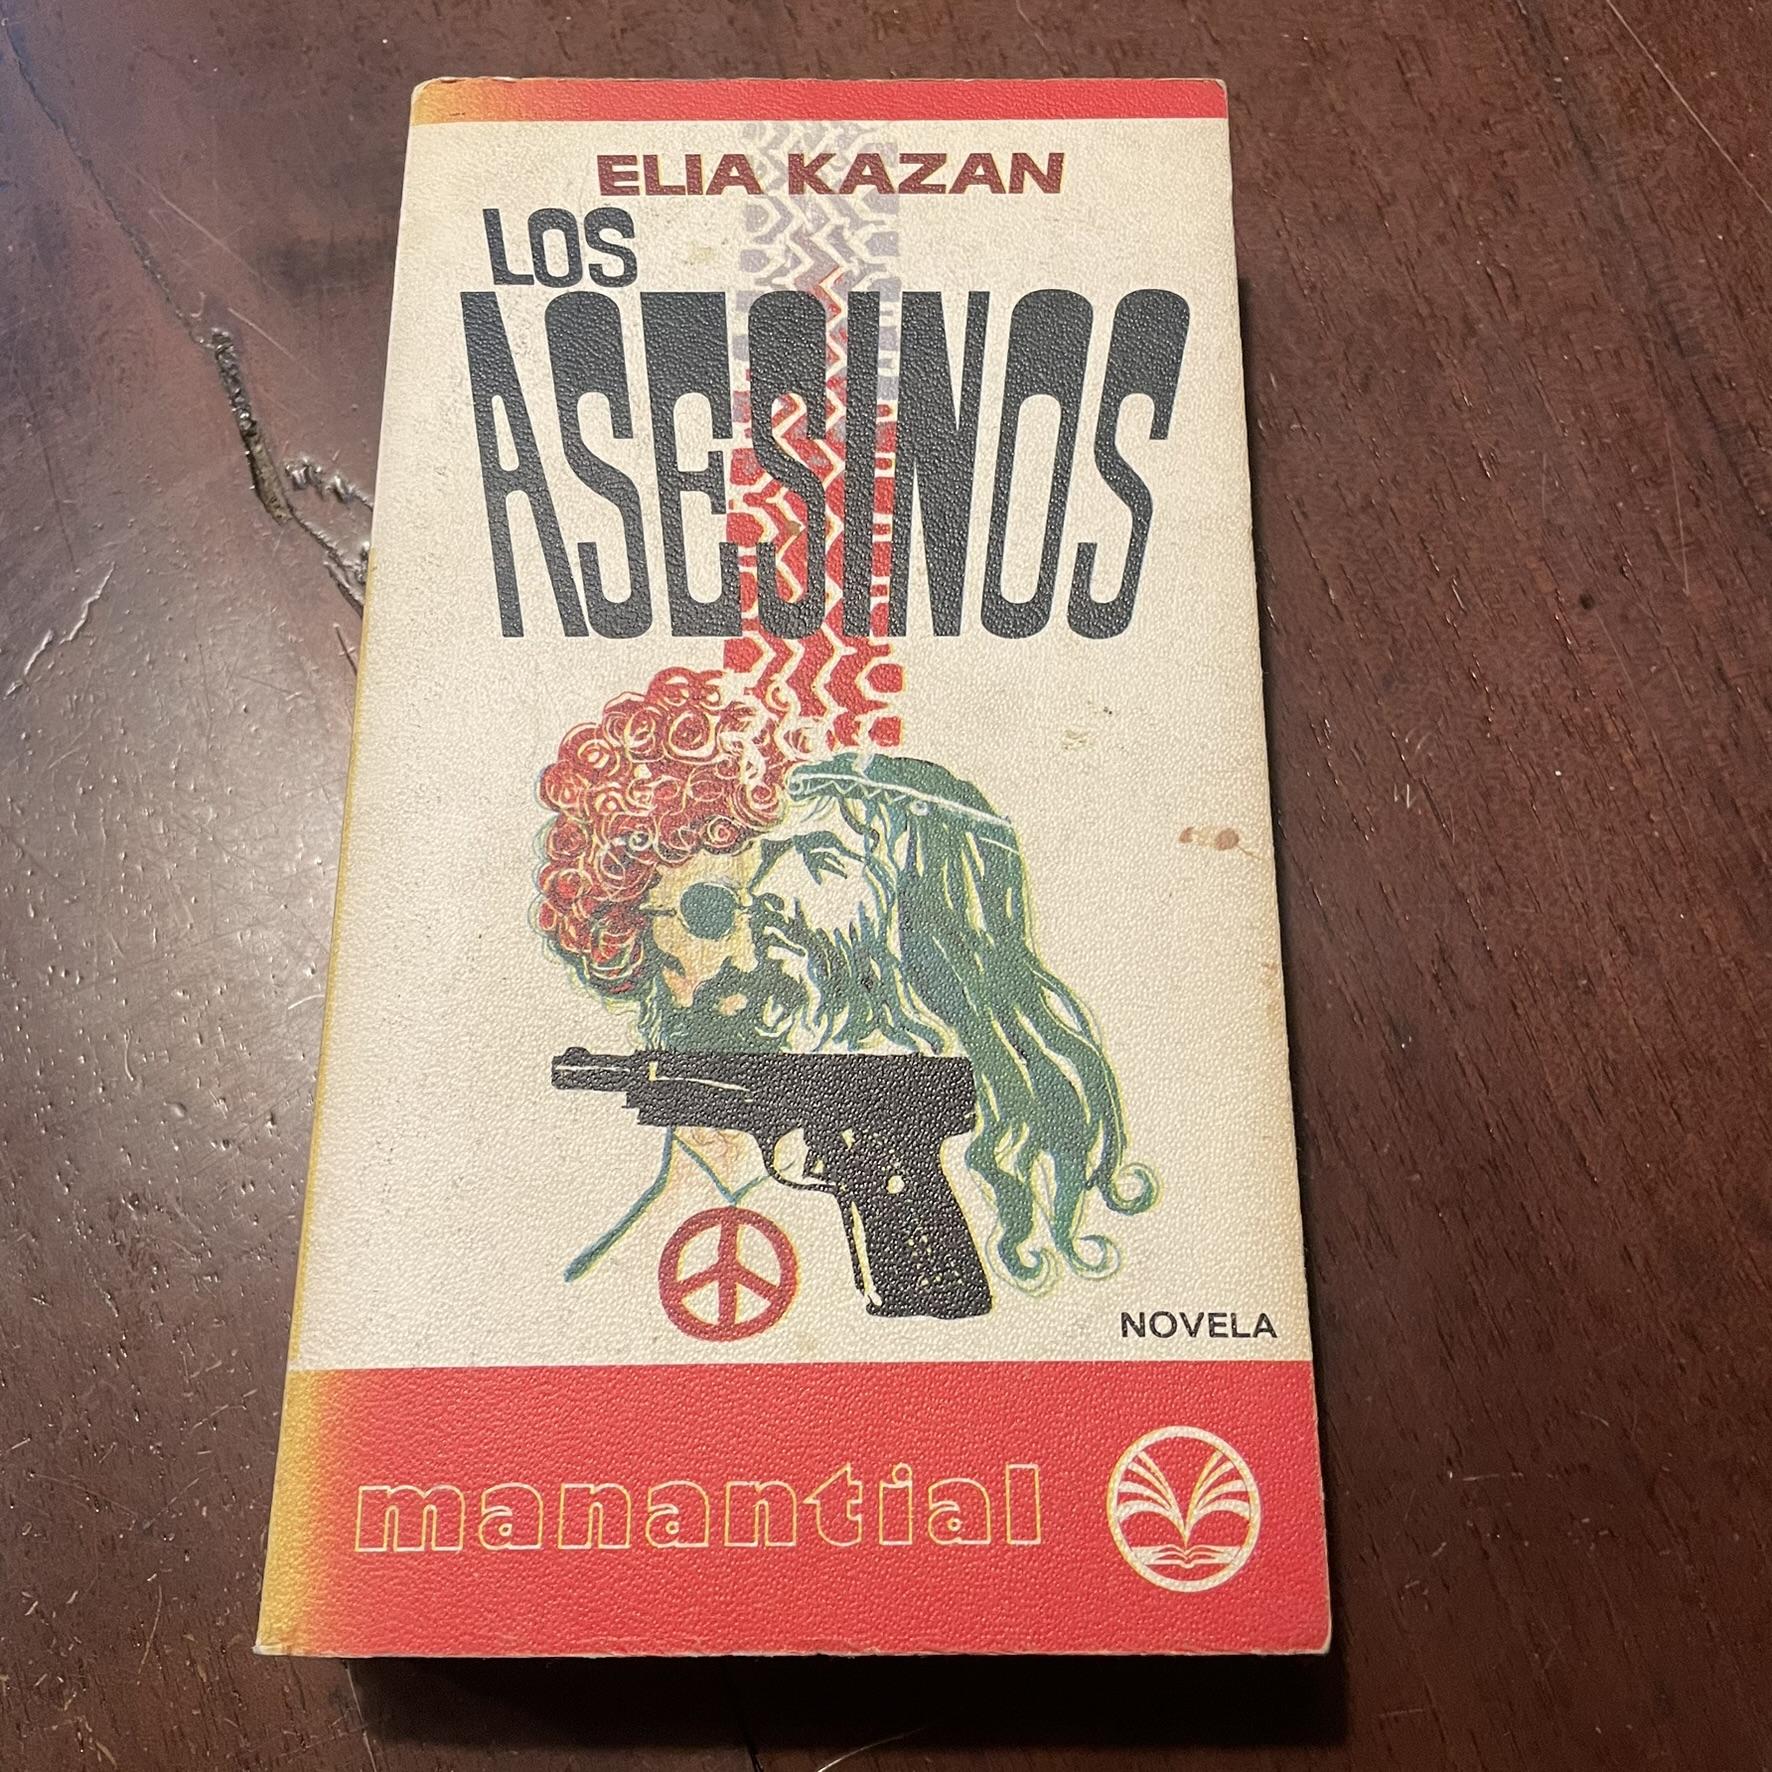 ELIA KAZAN
LOS
ASESINOS
NOVELA
manantial